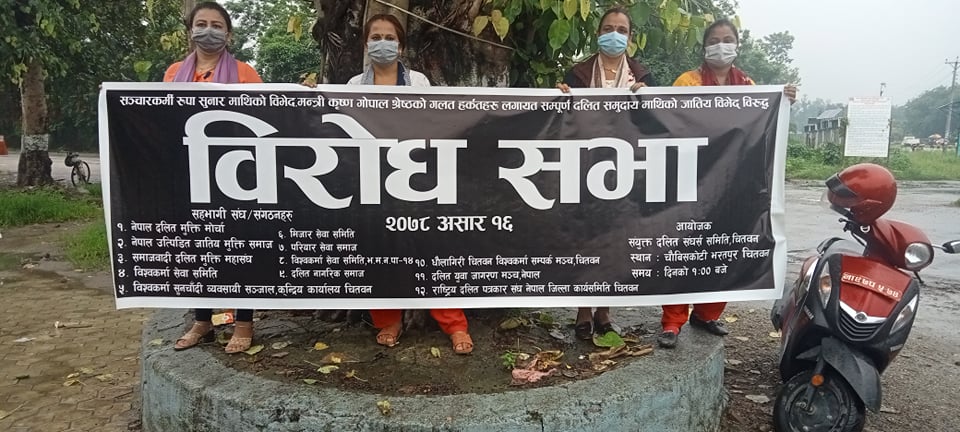 सञ्चारकर्मी रुपा सुनार माथिको विभेद,मन्त्री कृष्ण गोपाल श्रेष्ठको गलत हर्कतहरु लगायत सम्पूर्ण दलित समुदाय माथिको जातिय विभेद विरुद्ध
विरोध सभा
२०७८ असार १६
सहभागी संघ/संगठनहरु
१. नेपाल दलित मुक्ति मोर्चा
२. नेपाल उत्पिडित जातिय मुक्ति समाज
३. समाजवादी दलित मुक्ति महासंघ
४. विश्वकर्मा सेवा समिति
५. विश्वकर्मा सुनचाँदी व्यवसायी सञ्जाल,केन्द्रिय कार्यालय चितवन
६. मिजार सेवा समिति
७. परियार सेवा समाज
८. विश्वकर्मा सेवा समिति,भ.म.न.पा-१५
९. दलित नागरिक समाज
१०. धौलागिरी चितवन विश्वकर्मा सम्पर्क मञ्च,चितवन
११. दलित युवा जागरण मञ्च,नेपाल
१२. राष्ट्रिय दलित पत्रकार संघ नेपाल जिल्ला कार्यसमिति चितवन
आयोजक
संयुक्त दलित संघर्ष समिति,चितवन
स्थान : चौबिसकोटी भरतपुर चितवन
समय : दिनको १:०० बजे